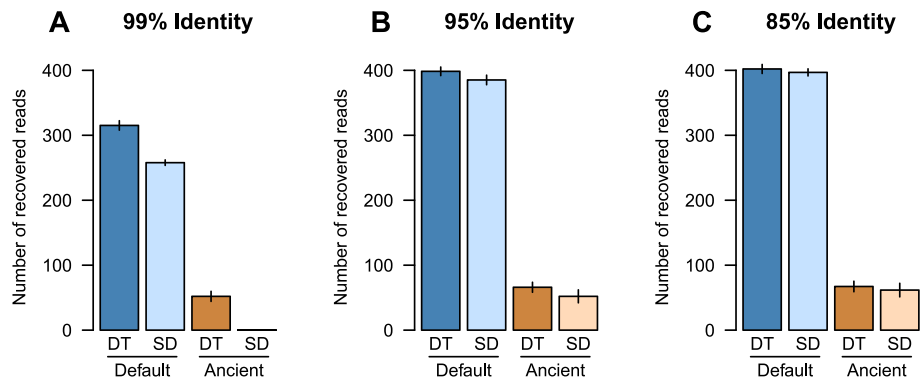 A 99% Identity
Number of recovered reads
400
300
200
100
0
DT SD DT SD
Default Ancient
B 95% Identity
Number of recovered reads
400
300
200
100
0
DT SD DT SD
Default Ancient
C 85% Identity
Number of recovered reads
400
300
200
100
0
DT SD DT SD
Default Ancient